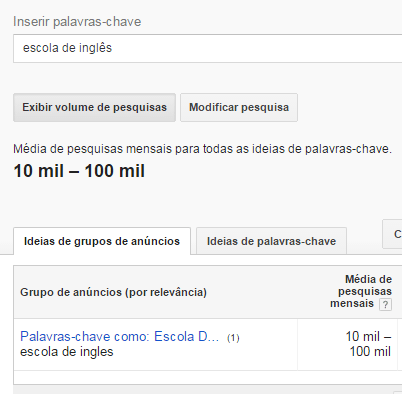 Inserir palavras-chave
escola de inglês
Exibir volume de pesquisas
Modificar pesquisa
Média de pesquisas mensais para todas as ideias de palavras-chave.
10 mil – 100 mil
Ideias de grupos de anúncios
Ideias de palavras-chave
C
Grupo de anúncios (por relevância)
Média de
pesquisas
mensais ?
Palavras-chave como: Escola D... (1)
escola de ingles
10 mil –
100 mil